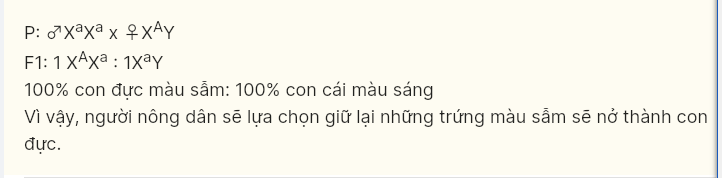 P: ♂XᵃXᵃ x ♀XᴬY
F1: 1 XᴬXᵃ : 1XᵃY
100% con đực màu sẫm: 100% con cái màu sáng
Vì vậy, người nông dân sẽ lựa chọn giữ lại những trứng màu sẫm sẽ nở thành con
đực.